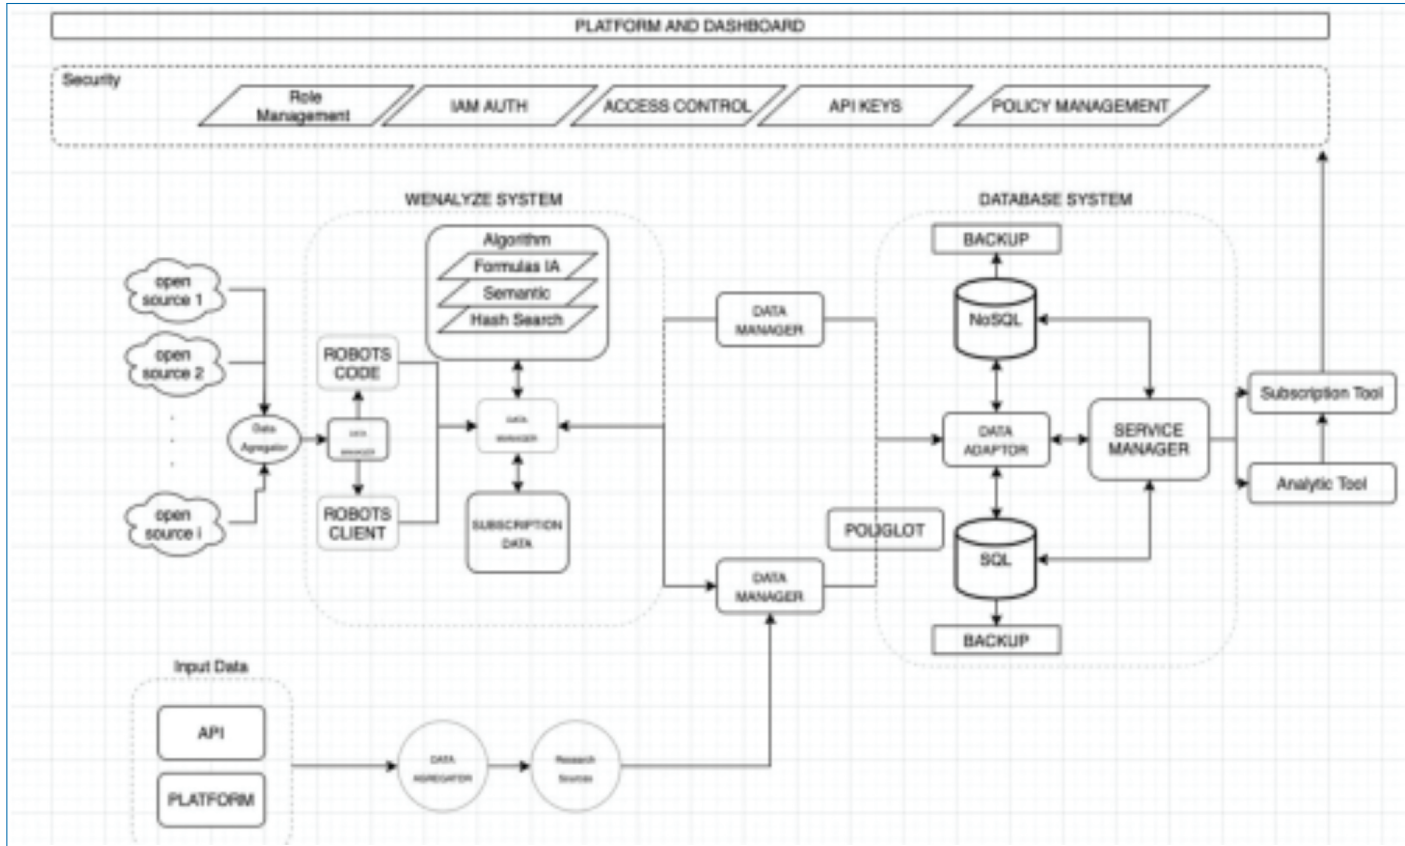 PLATFORM AND DASHBOARD
Security
Role
Management
IAM AUTH
ACCESS CONTROL
API KEYS
POLICY MANAGEMENT
WENALYZE SYSTEM
DATABASE SYSTEM
Algorithm
Formulas IA
Semantic
Hash Search
BACKUP
NoSQL
open
source 1
open
source 2
open
source i
Data
Agregator
ROBOTS
CODE
DATA
MANAGER
ROBOTS
CLIENT
DATA
MANAGER
SUBSCRIPTION
DATA
DATA
MANAGER
DATA
MANAGER
POLIGLOT
DATA
ADAPTOR
SERVICE
MANAGER
Subscription Tool
Analytic Tool
SQL
BACKUP
Input Data
API
PLATFORM
DATA
AGREGATOR
Research
Sources